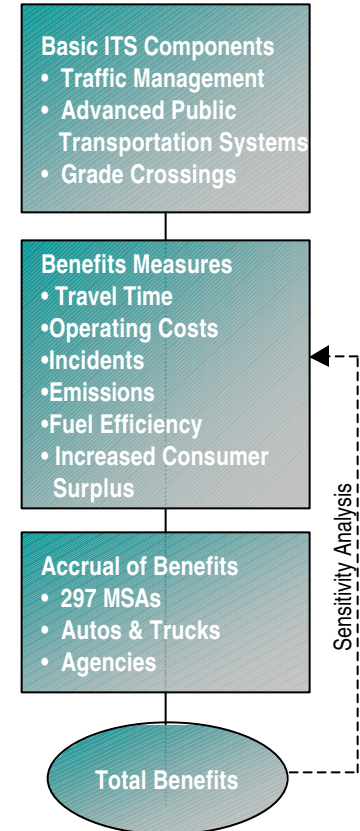 Basic ITS Components
• Traffic Management
• Advanced Public
Transportation Systems
• Grade Crossings
Benefits Measures
• Travel Time
•Operating Costs
•Incidents
•Emissions
•Fuel Efficiency
• Increased Consumer
Surplus
Sensitivity Analysis
Accrual of Benefits
• 297 MSAs
• Autos & Trucks
• Agencies
Total Benefits